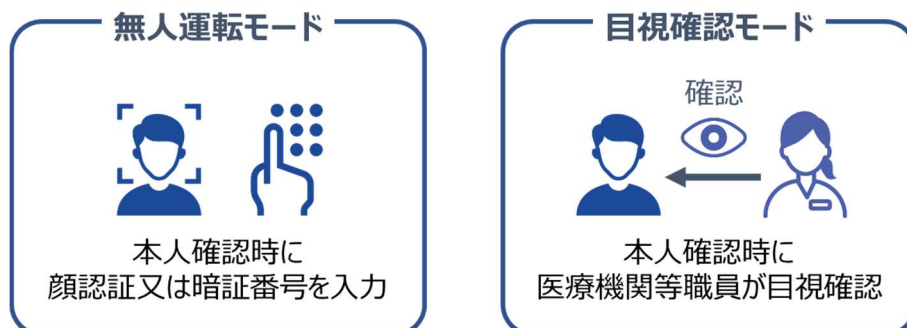 無人運転モード
本人確認時に
顔認証又は暗証番号を入力
目視確認モード
確認
本人確認時に
医療機関等職員が目視確認